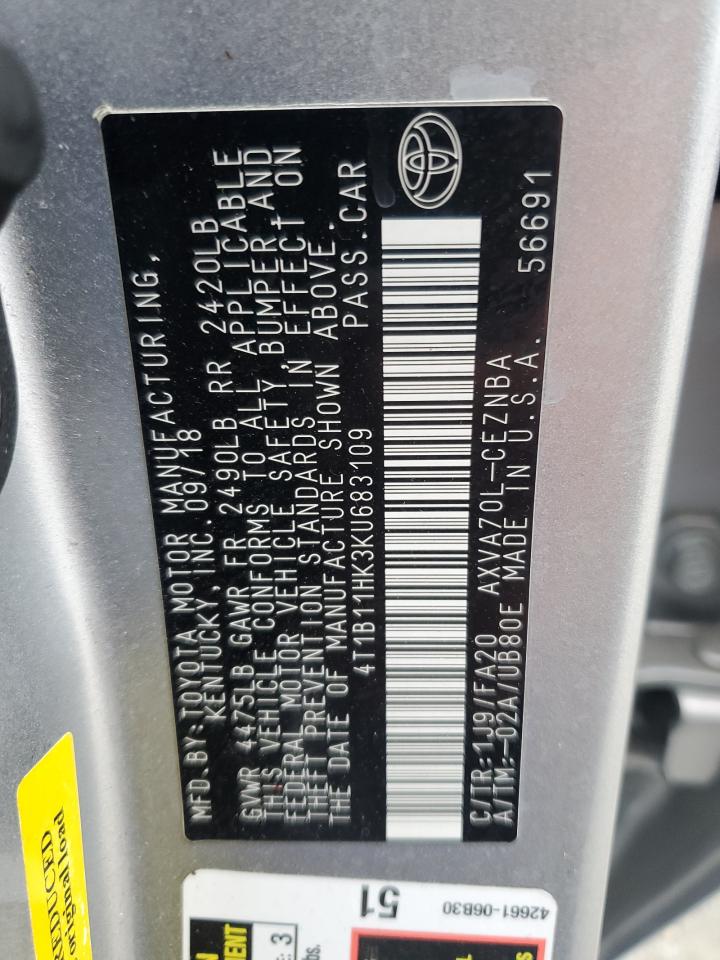 MFD.BY:TOYOTA MOTOR MANUFACTURING,
KENTUCKY,INC.09/18
GVWR 4475LB GAWR FR 2490LB RR 2420LB
THIS VEHICLE CONFORMS TO ALL APPLICABLE
FEDERAL MOTOR VEHICLE SAFETY,BUMPER AND
THEFT PREVENTION STANDARDS IN EFFECT ON
THE DATE OF MANUFACTURE SHOWN ABOVE.
4T1B11HK3KU683109 PASS.CAR
C/TR:1J9/FA20 AXVA70L-CEZNBA
A/TM:-02A/UB80E MADE IN U.S.A. 56691
REDUCED
original load
51
42661-06B30
3